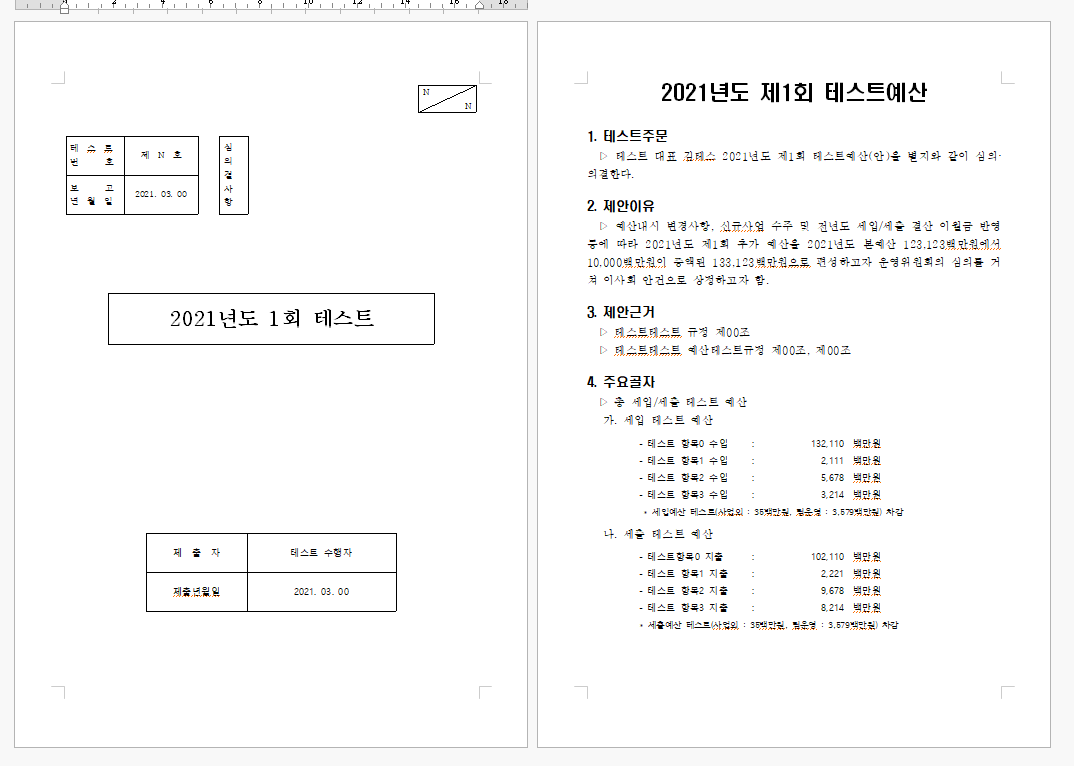 0 2 4 6 8 10 12 14 16 18
N
N
테 스 트
번 호
제 N 호
보 고
년 월 일
2021. 03. 00
심
의
결
사
항
2021년도 1회 테스트
제 출 자
테스트 수행자
제출년월일
2021. 03. 00
2021년도 제1회 테스트예산
1. 테스트주문
▷ 테스트 대표 김테스 2021년도 제1회 테스트예산(안)을 별지와 같이 심의·
의결한다.
2. 제안이유
▷ 예산내시 변경사항, 신규사업 수주 및 전년도 세입/세출 결산 이월금 반영
등에 따라 2021년도 제1회 추가 예산을 2021년도 본예산 123,123백만원에서
10,000백만원이 증액된 133,123백만원으로 편성하고자 운영위원회의 심의를 거
쳐 이사회 안건으로 상정하고자 함.
3. 제안근거
▷ 테스트테스트 규정 제00조
▷ 테스트테스트 예산테스트규정 제00조, 제00조
4. 주요골자
▷ 총 세입/세출 테스트 예산
가. 세입 테스트 예산
- 테스트 항목0 수입 : 132,110 백만원
- 테스트 항목1 수입 : 2,111 백만원
- 테스트 항목2 수입 : 5,678 백만원
- 테스트 항목3 수입 : 3,214 백만원
* 세입예산 테스트(사업외 : 35백만원, 팀운영 : 3,579백만원) 차감
나. 세출 테스트 예산
- 테스트항목0 지출 : 102,110 백만원
- 테스트 항목1 지출 : 2,221 백만원
- 테스트 항목2 지출 : 9,678 백만원
- 테스트 항목3 지출 : 8,214 백만원
* 세출예산 테스트(사업외 : 35백만원, 팀운영 : 3,579백만원) 차감